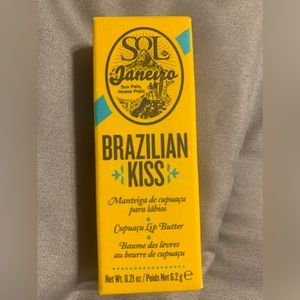 SOL
de
Janeiro
Sua Pele,
Nossa Praia
BRAZILIAN
KISS
Manteiga de cupuaçu
para lábios
Cupuaçu Lip Butter
Baume des lèvres
au beurre de cupuaçu
Net Wt. 0.21 oz / Poids Net 6.2 g ℮